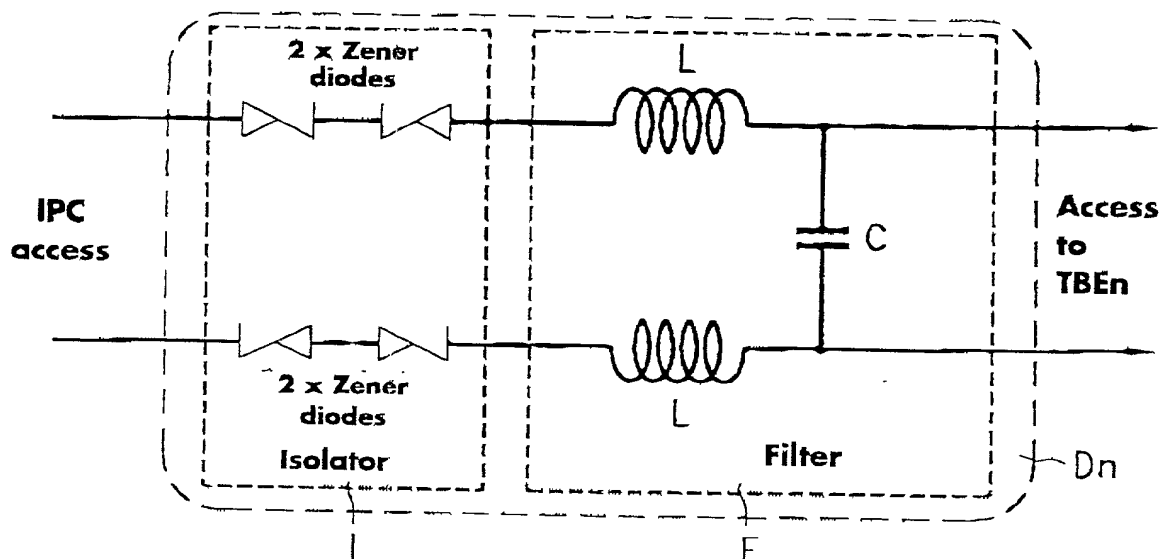 2 x Zener
diodes
L
IPC
access
C
Access
to
TBEn
2 x Zener
diodes
L
Isolator
Filter
Dn
I
F